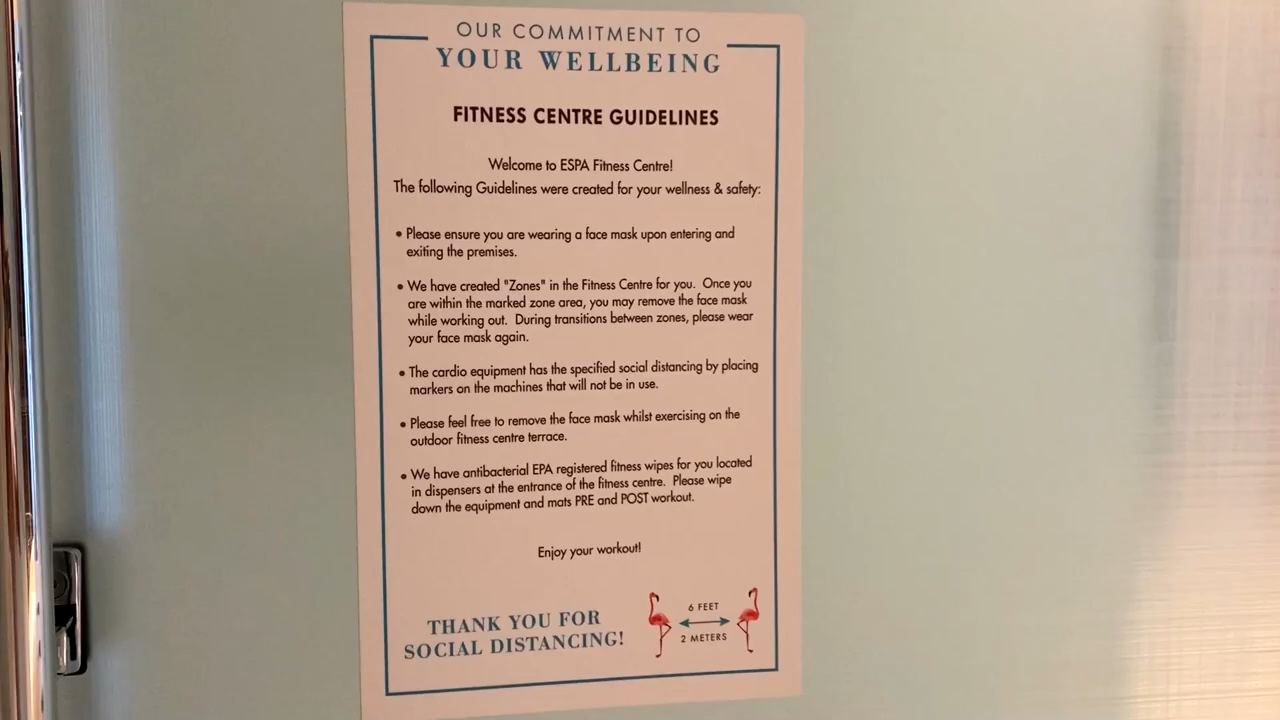 OUR COMMITMENT TO
YOUR WELLBEING
FITNESS CENTRE GUIDELINES
Welcome to ESPA Fitness Centre!
The following Guidelines were created for your wellness & safety:
• Please ensure you are wearing a face mask upon entering and
exiting the premises.
• We have created "Zones" in the Fitness Centre for you. Once you
are within the marked zone area, you may remove the face mask
while working out. During transitions between zones, please wear
your face mask again.
• The cardio equipment has the specified social distancing by placing
markers on the machines that will not be in use.
• Please feel free to remove the face mask whilst exercising on the
outdoor fitness centre terrace.
• We have antibacterial EPA registered fitness wipes for you located
in dispensers at the entrance of the fitness centre. Please wipe
down the equipment and mats PRE and POST workout.
Enjoy your workout!
THANK YOU FOR
SOCIAL DISTANCING!
6 FEET
2 METERS